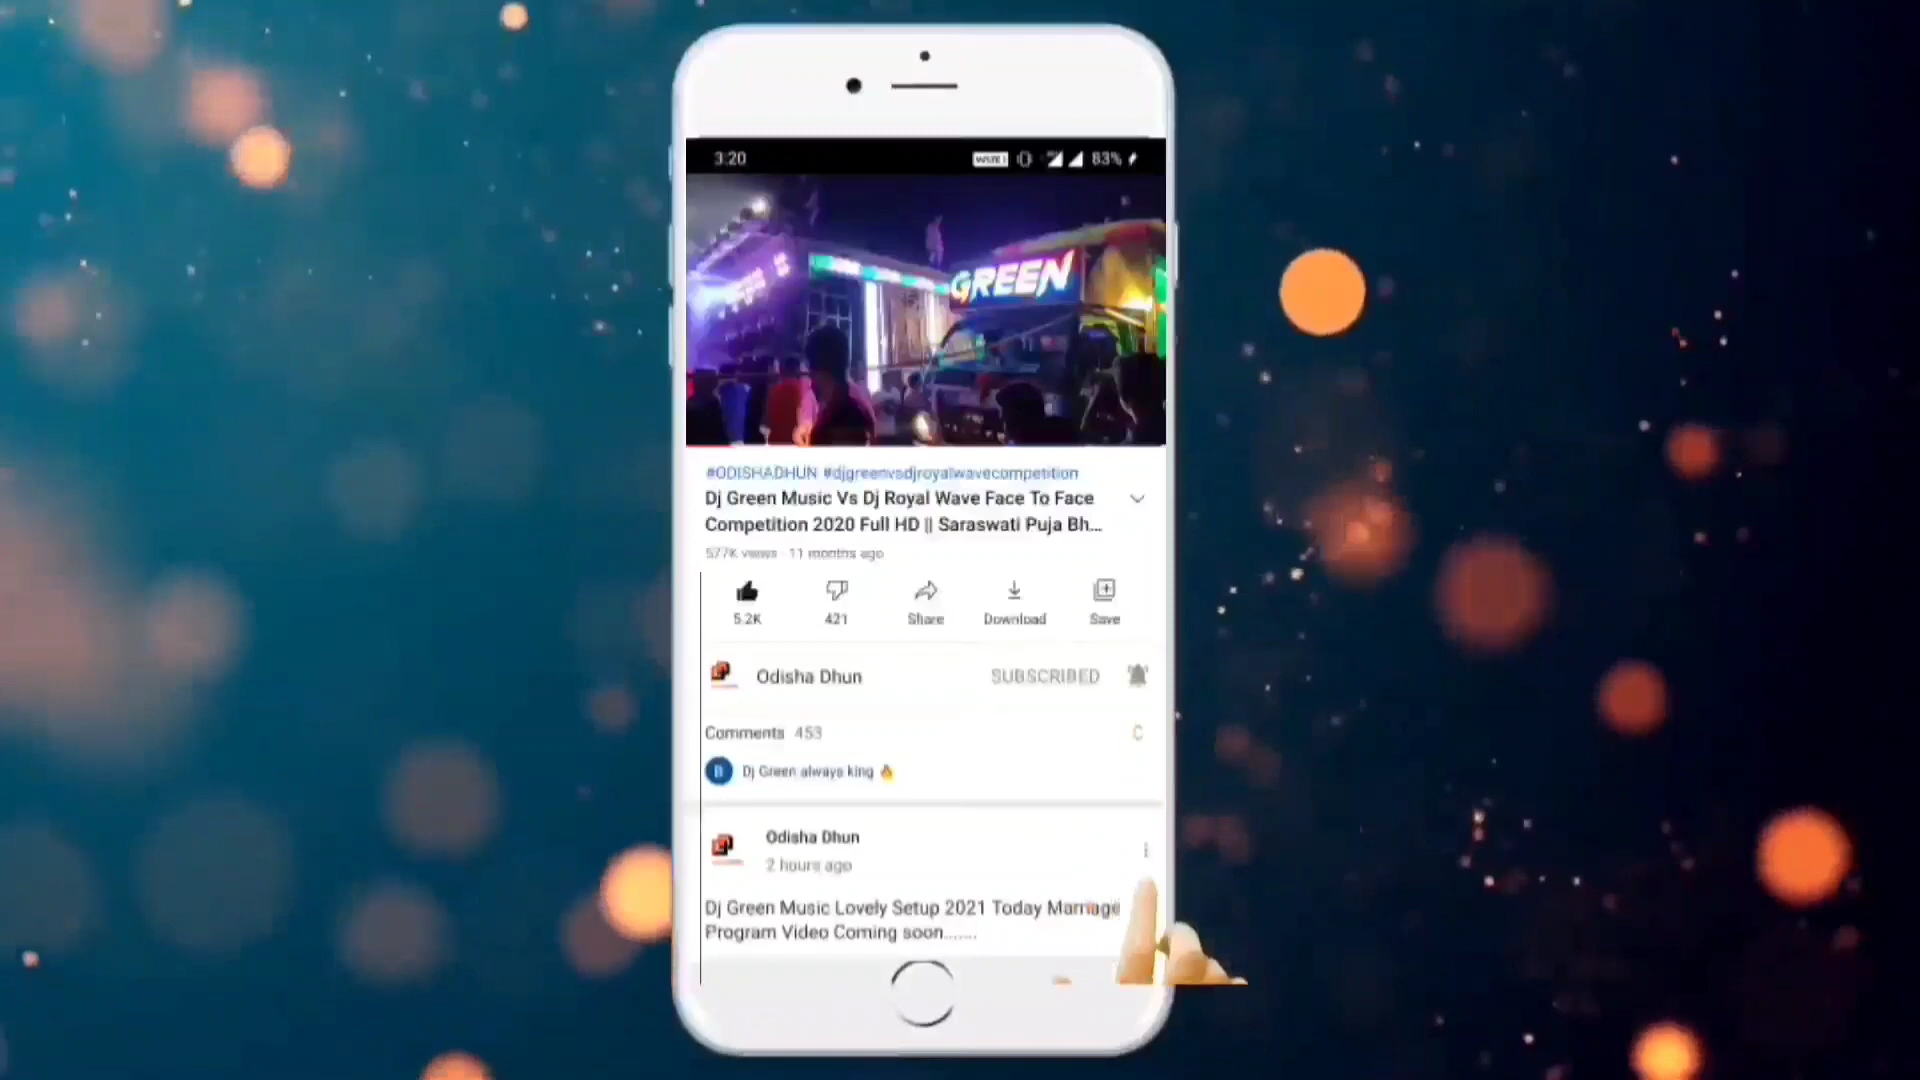 3:20
83%
GREEN
#ODISHADHUN #djgreenvsdjroyalwavecompetition
Dj Green Music Vs Dj Royal Wave Face To Face
Competition 2020 Full HD || Saraswati Puja Bh...
577K views · 11 months ago
5.2K
421
Share
Download
Save
Odisha Dhun
SUBSCRIBED
Comments 453
B
Dj Green always king 🔥
Odisha Dhun
2 hours ago
Dj Green Music Lovely Setup 2021 Today Marriage
Program Video Coming soon.......